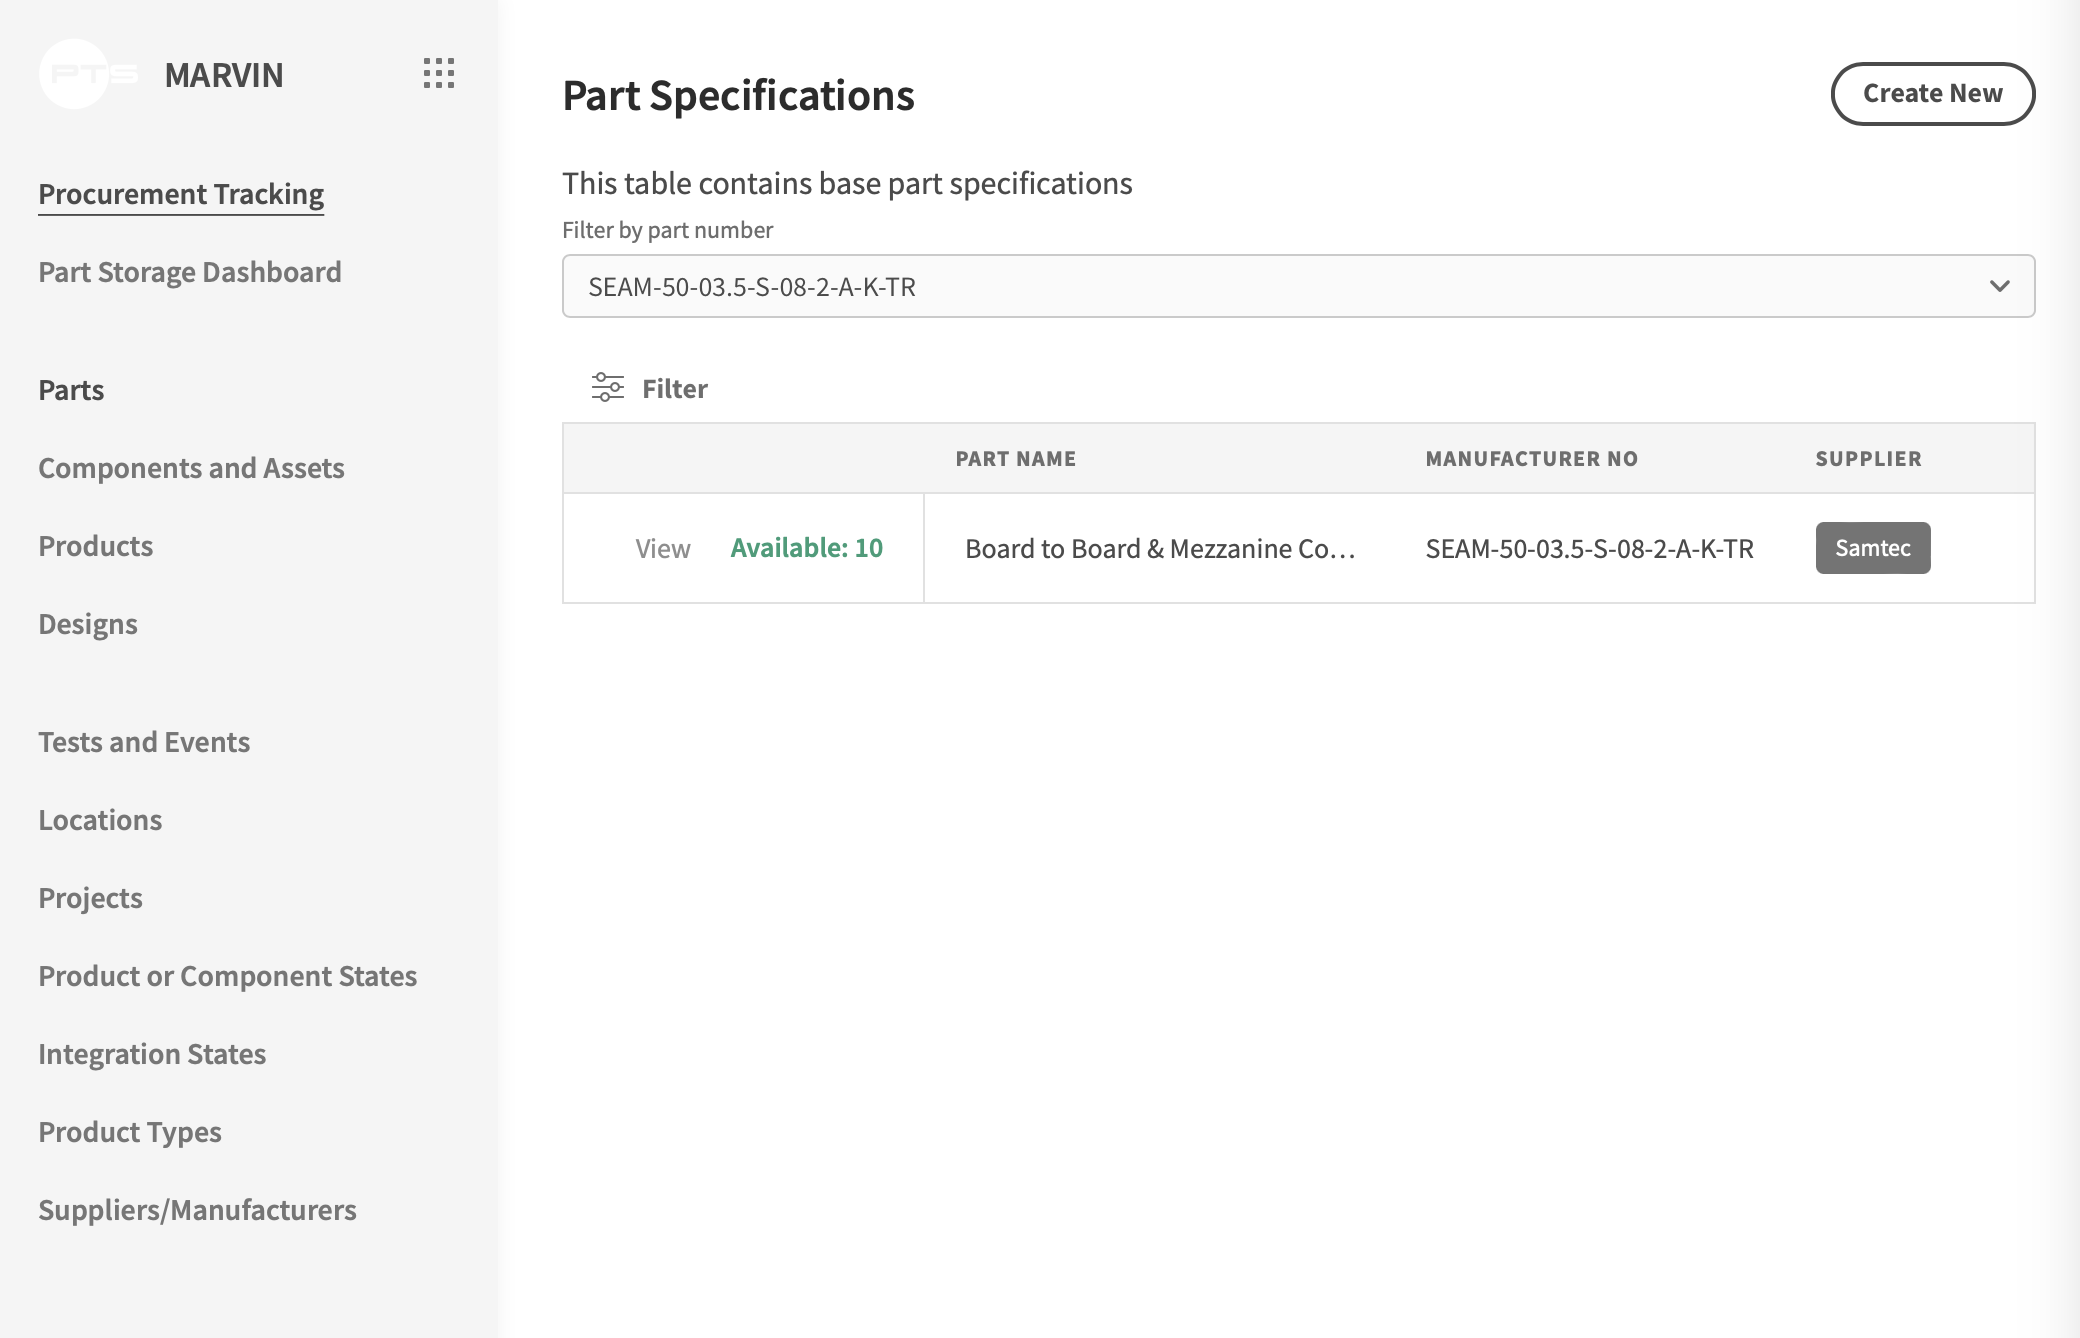 PTS
MARVIN
Procurement Tracking
Part Storage Dashboard
Parts
Components and Assets
Products
Designs
Tests and Events
Locations
Projects
Product or Component States
Integration States
Product Types
Suppliers/Manufacturers
Part Specifications
Create New
This table contains base part specifications
Filter by part number
SEAM-50-03.5-S-08-2-A-K-TR
Filter
PART NAME MANUFACTURER NO SUPPLIER
View Available: 10 Board to Board & Mezzanine Co... SEAM-50-03.5-S-08-2-A-K-TR Samtec